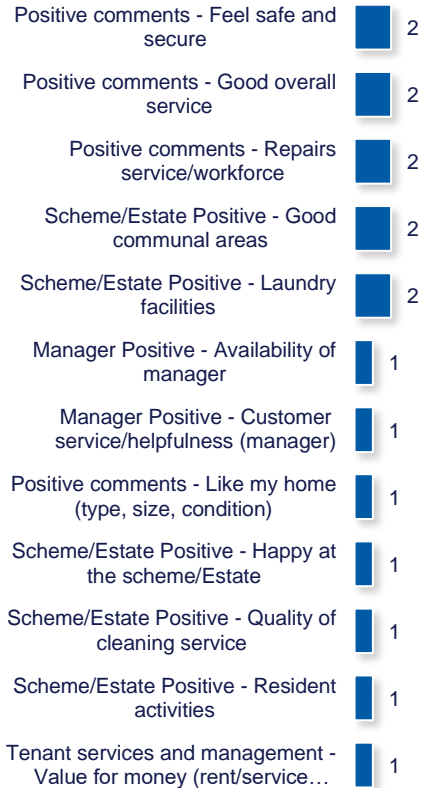 Positive comments - Feel safe and
secure
2
Positive comments - Good overall
service
2
Positive comments - Repairs
service/workforce
2
Scheme/Estate Positive - Good
communal areas
2
Scheme/Estate Positive - Laundry
facilities
2
Manager Positive - Availability of
manager
1
Manager Positive - Customer
service/helpfulness (manager)
1
Positive comments - Like my home
(type, size, condition)
1
Scheme/Estate Positive - Happy at
the scheme/Estate
1
Scheme/Estate Positive - Quality of
cleaning service
1
Scheme/Estate Positive - Resident
activities
1
Tenant services and management -
Value for money (rent/service…
1